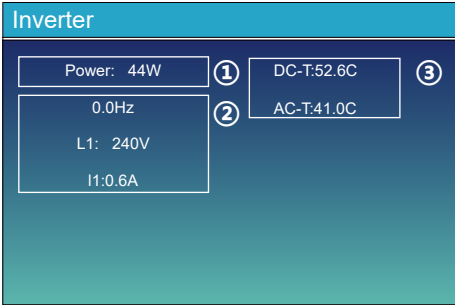 Inverter
Power: 44W
①
0.0Hz
L1: 240V
I1:0.6A
②
DC-T:52.6C
AC-T:41.0C
③